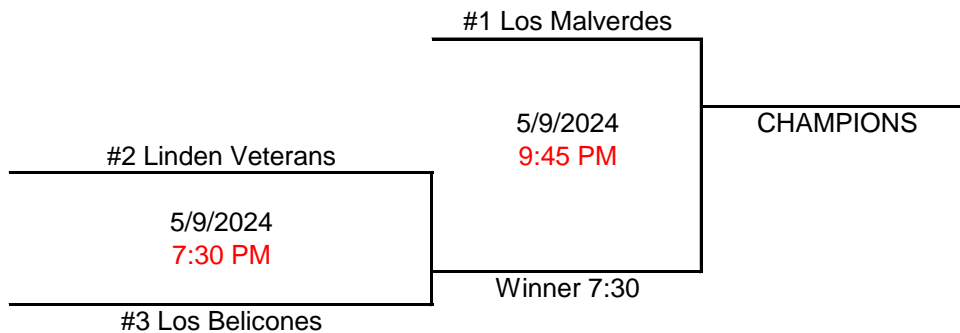 #1 Los Malverdes
5/9/2024
9:45 PM
CHAMPIONS
#2 Linden Veterans
5/9/2024
7:30 PM
Winner 7:30
#3 Los Belicones